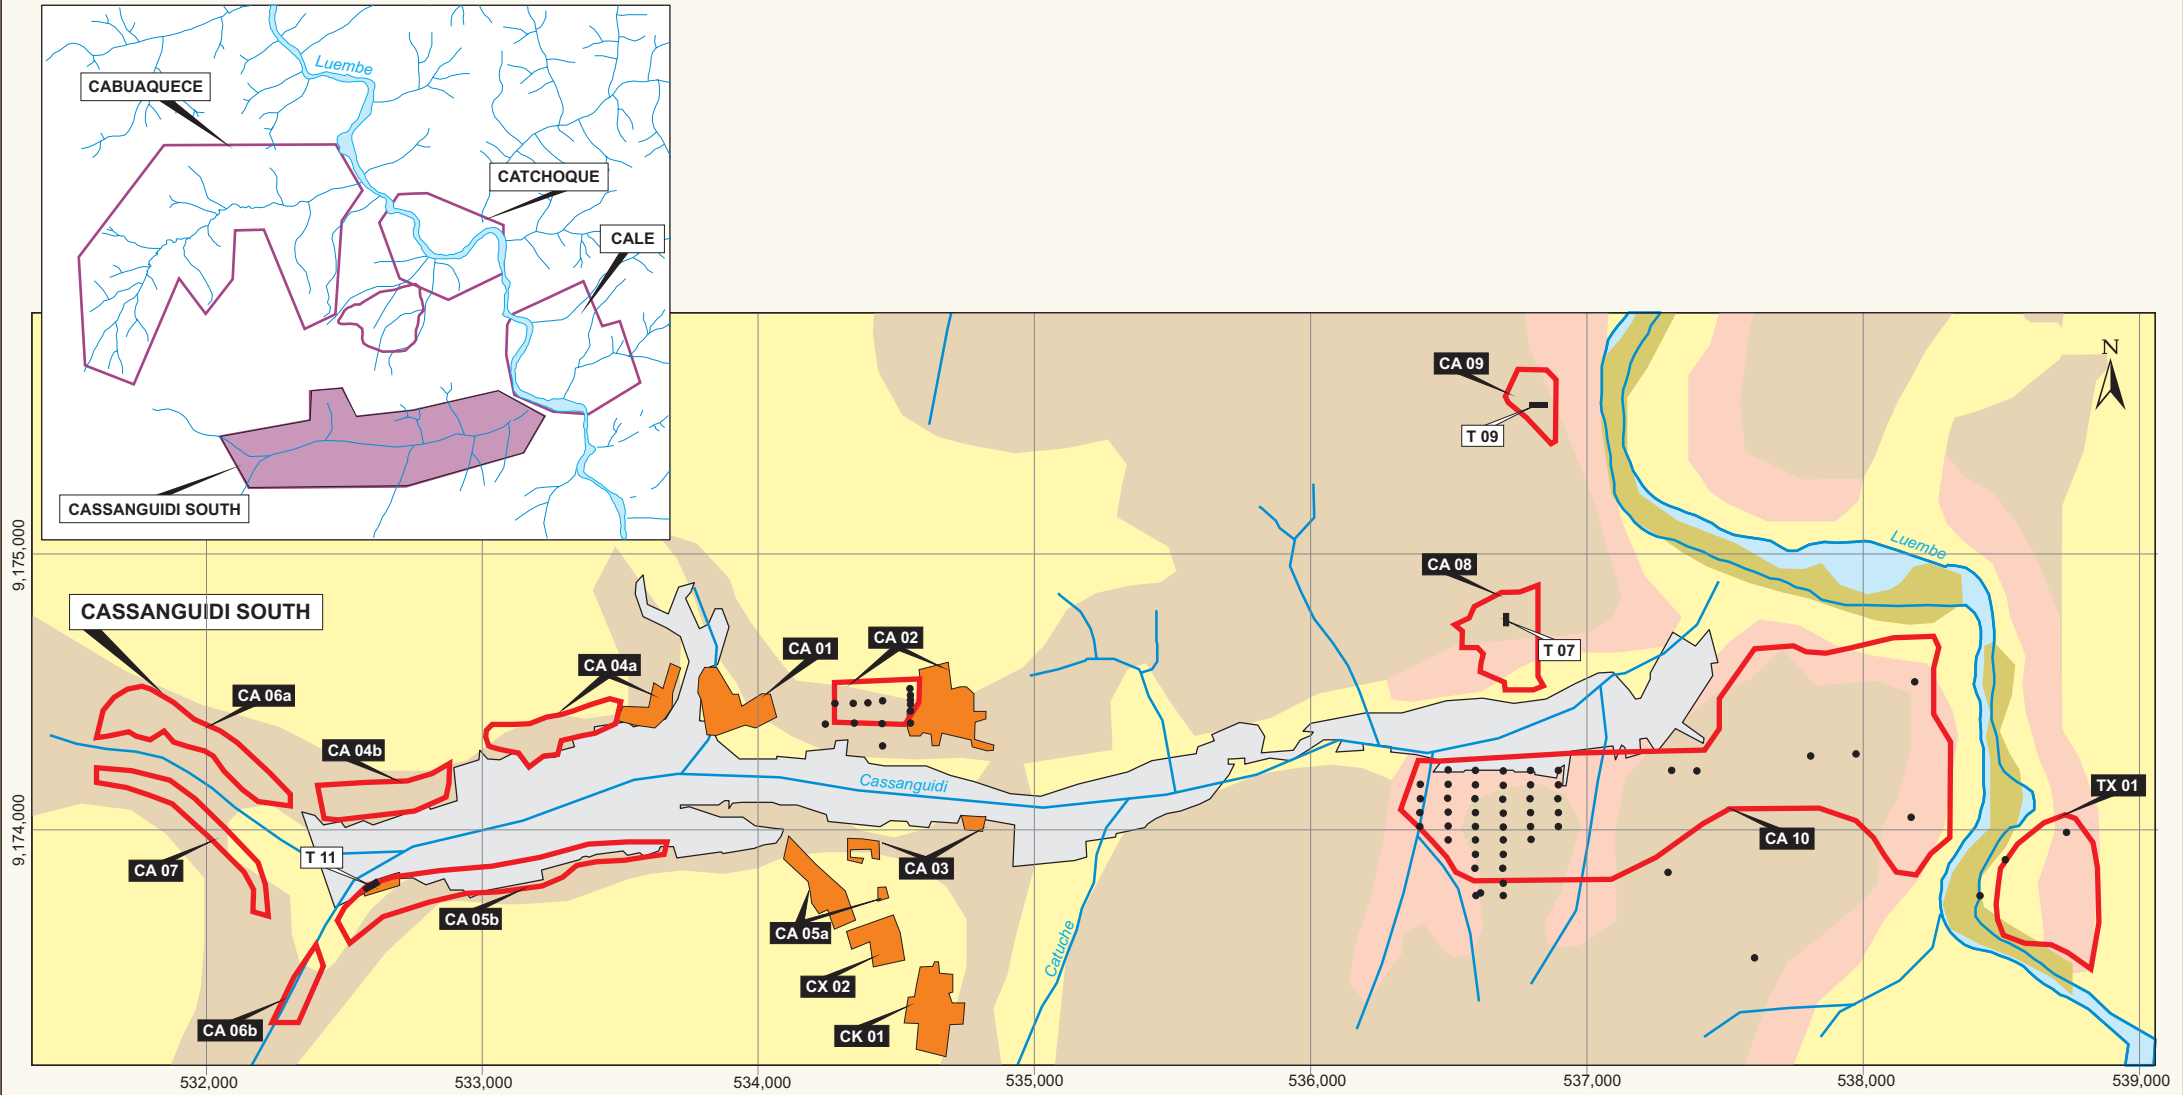 Luembe
CABUAQUECE
CATCHOQUE
CALE
CASSANGUIDI SOUTH
N
CA 09
T 09
9,175,000
Luembe
CA 08
CASSANGUIDI SOUTH
CA 02
CA 01
T 07
CA 04a
CA 06a
CA 04b
Cassanguidi
TX 01
9,174,000
CA 10
T 11
CA 07
CA 03
CA 05b
CA 05a
Catuche
CX 02
CA 06b
CK 01
532,000
533,000
534,000
535,000
536,000
537,000
538,000
539,000